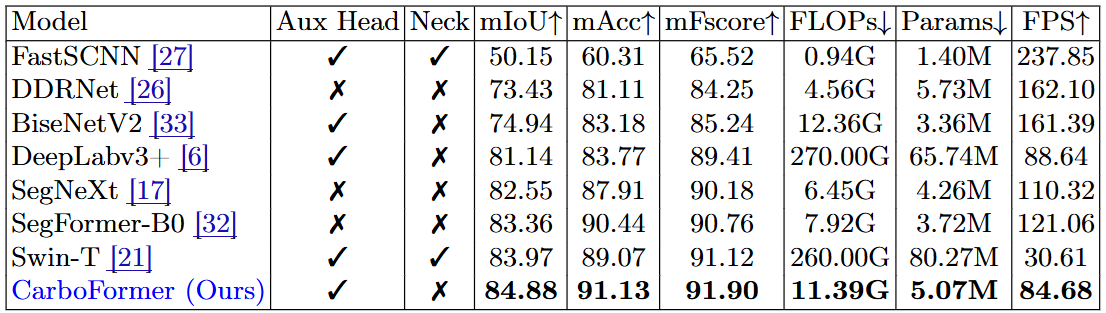 Model Aux Head Neck mIoU↑ mAcc↑ mFscore↑ FLOPs↓ Params↓ FPS↑
FastSCNN [27] ✓ ✓ 50.15 60.31 65.52 0.94G 1.40M 237.85
DDRNet [26] ✗ ✗ 73.43 81.11 84.25 4.56G 5.73M 162.10
BiseNetV2 [33] ✓ ✗ 74.94 83.18 85.24 12.36G 3.36M 161.39
DeepLabv3+ [6] ✓ ✗ 81.14 83.77 89.41 270.00G 65.74M 88.64
SegNeXt [17] ✗ ✗ 82.55 87.91 90.18 6.45G 4.26M 110.32
SegFormer-B0 [32] ✗ ✗ 83.36 90.44 90.76 7.92G 3.72M 121.06
Swin-T [21] ✓ ✓ 83.97 89.07 91.12 260.00G 80.27M 30.61
CarboFormer (Ours) ✓ ✗ 84.88 91.13 91.90 11.39G 5.07M 84.68